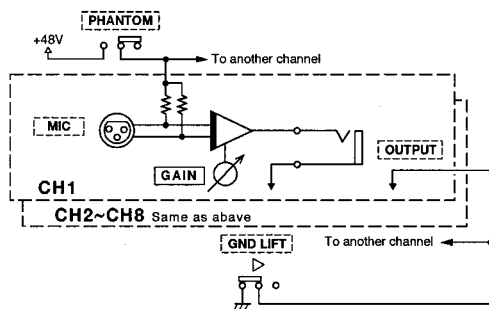 PHANTOM
+48V
To another channel
MIC
GAIN
OUTPUT
CH1
CH2~CH8 Same as abave
GND LIFT
To another channel